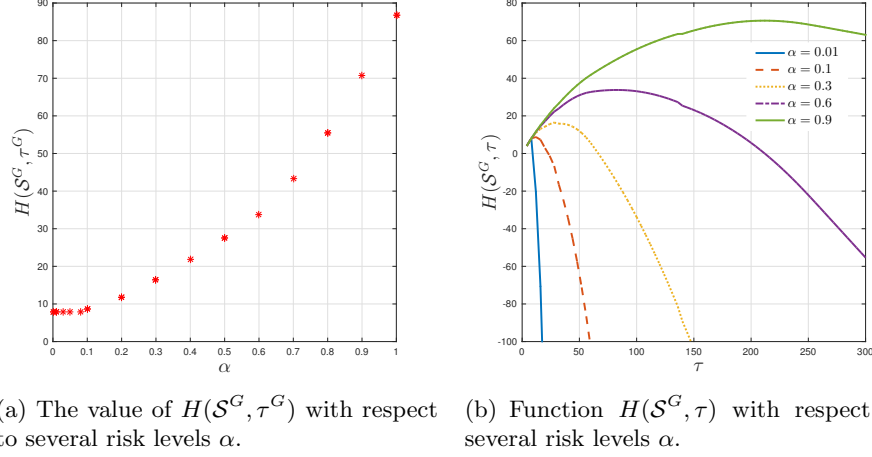 90
80
70
60
50
40
30
20
10
0
H(𝒮^G, τ^G)
0 0.1 0.2 0.3 0.4 0.5 0.6 0.7 0.8 0.9 1
α
80
60
40
20
0
-20
-40
-60
-80
-100
H(𝒮^G, τ)
0 50 100 150 200 250 300
τ
α = 0.01
α = 0.1
α = 0.3
α = 0.6
α = 0.9
(a) The value of H(𝒮^G, τ^G) with respect
to several risk levels α.
(b) Function H(𝒮^G, τ) with respect
several risk levels α.